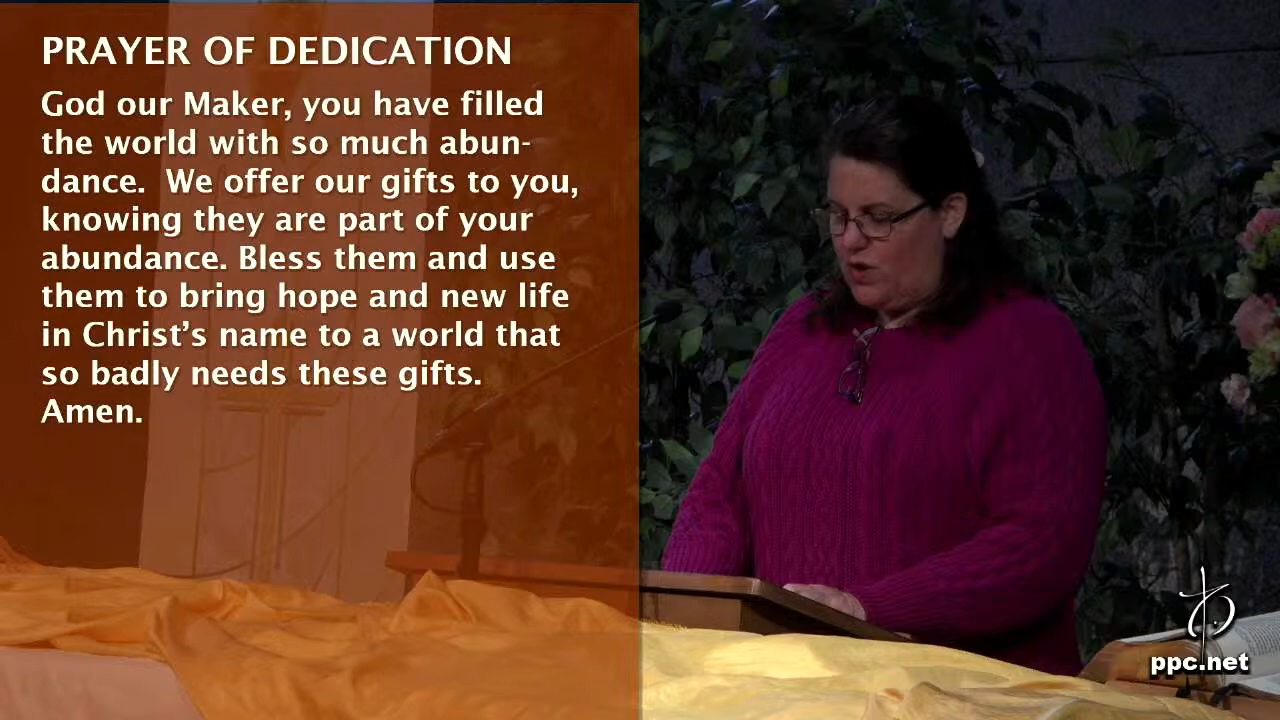 PRAYER OF DEDICATION
God our Maker, you have filled
the world with so much abun-
dance.  We offer our gifts to you,
knowing they are part of your
abundance. Bless them and use
them to bring hope and new life
in Christ’s name to a world that
so badly needs these gifts.
Amen.
ppc.net